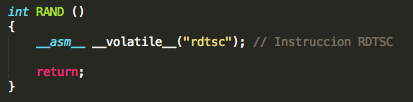 int RAND ()
{
__asm__ __volatile__("rdtsc"); // Instruccion RDTSC
return;
}